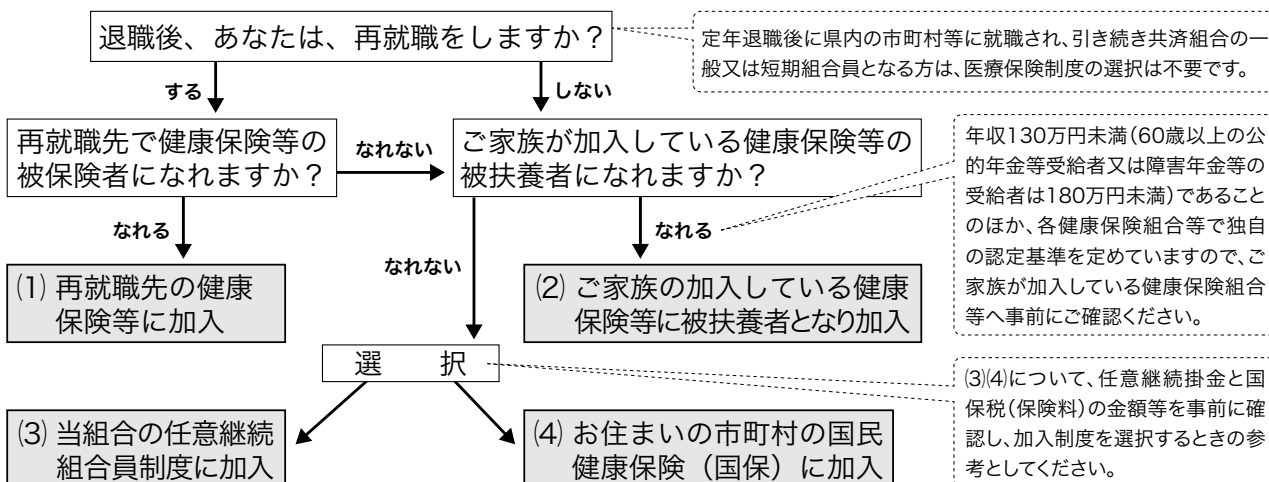 退職後、あなたは、再就職をしますか？
定年退職後に県内の市町村等に就職され、引き続き共済組合の一
般又は短期組合員となる方は、医療保険制度の選択は不要です。
する
しない
再就職先で健康保険等の
被保険者になれますか？
なれない
ご家族が加入している健康保険等の
被扶養者になれますか？
年収130万円未満（60歳以上の公
的年金等受給者又は障害年金等の
受給者は180万円未満）であること
のほか、各健康保険組合等で独自
の認定基準を定めていますので、ご
家族が加入している健康保険組合
等へ事前にご確認ください。
なれる
なれない
なれる
⑴ 再就職先の健康
保険等に加入
⑵ ご家族の加入している健康
保険等に被扶養者となり加入
選　択
⑶⑷について、任意継続掛金と国
保税（保険料）の金額等を事前に確
認し、加入制度を選択するときの参
考としてください。
⑶ 当組合の任意継続
組合員制度に加入
⑷ お住まいの市町村の国民
健康保険（国保）に加入